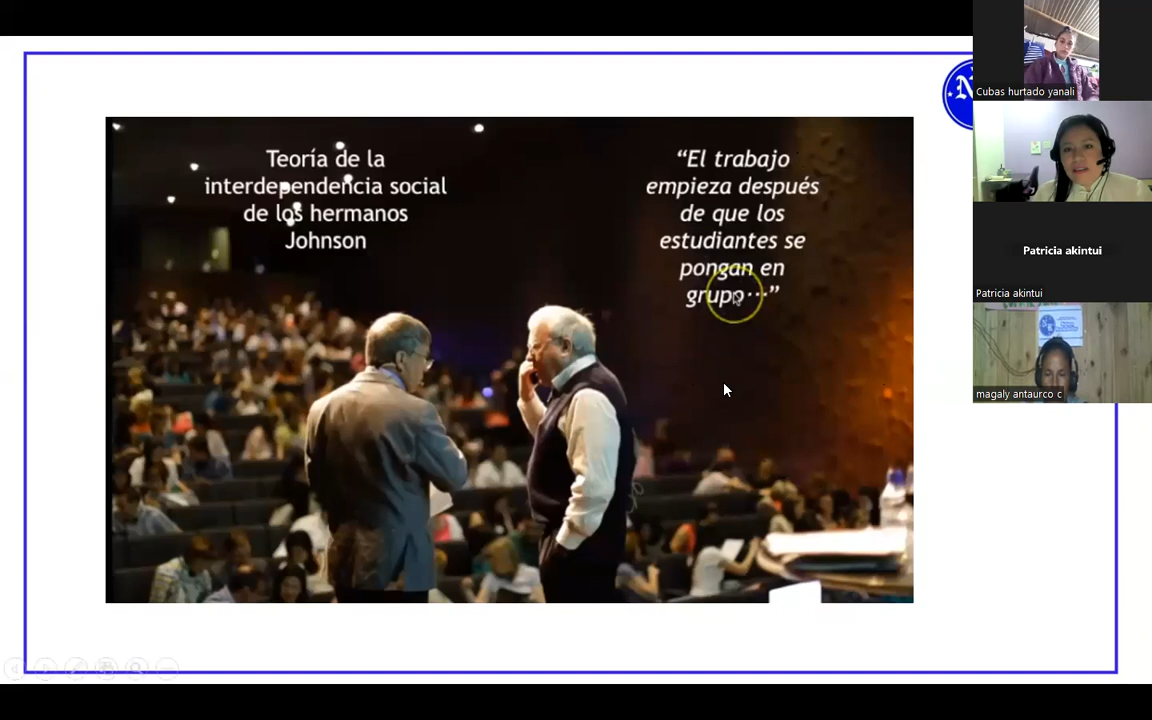 Teoría de la
interdependencia social
de los hermanos
Johnson
“El trabajo
empieza después
de que los
estudiantes se
pongan en
grupo…”
N
Cubas hurtado yanali
Patricia akintui
Patricia akintui
magaly antaurco c